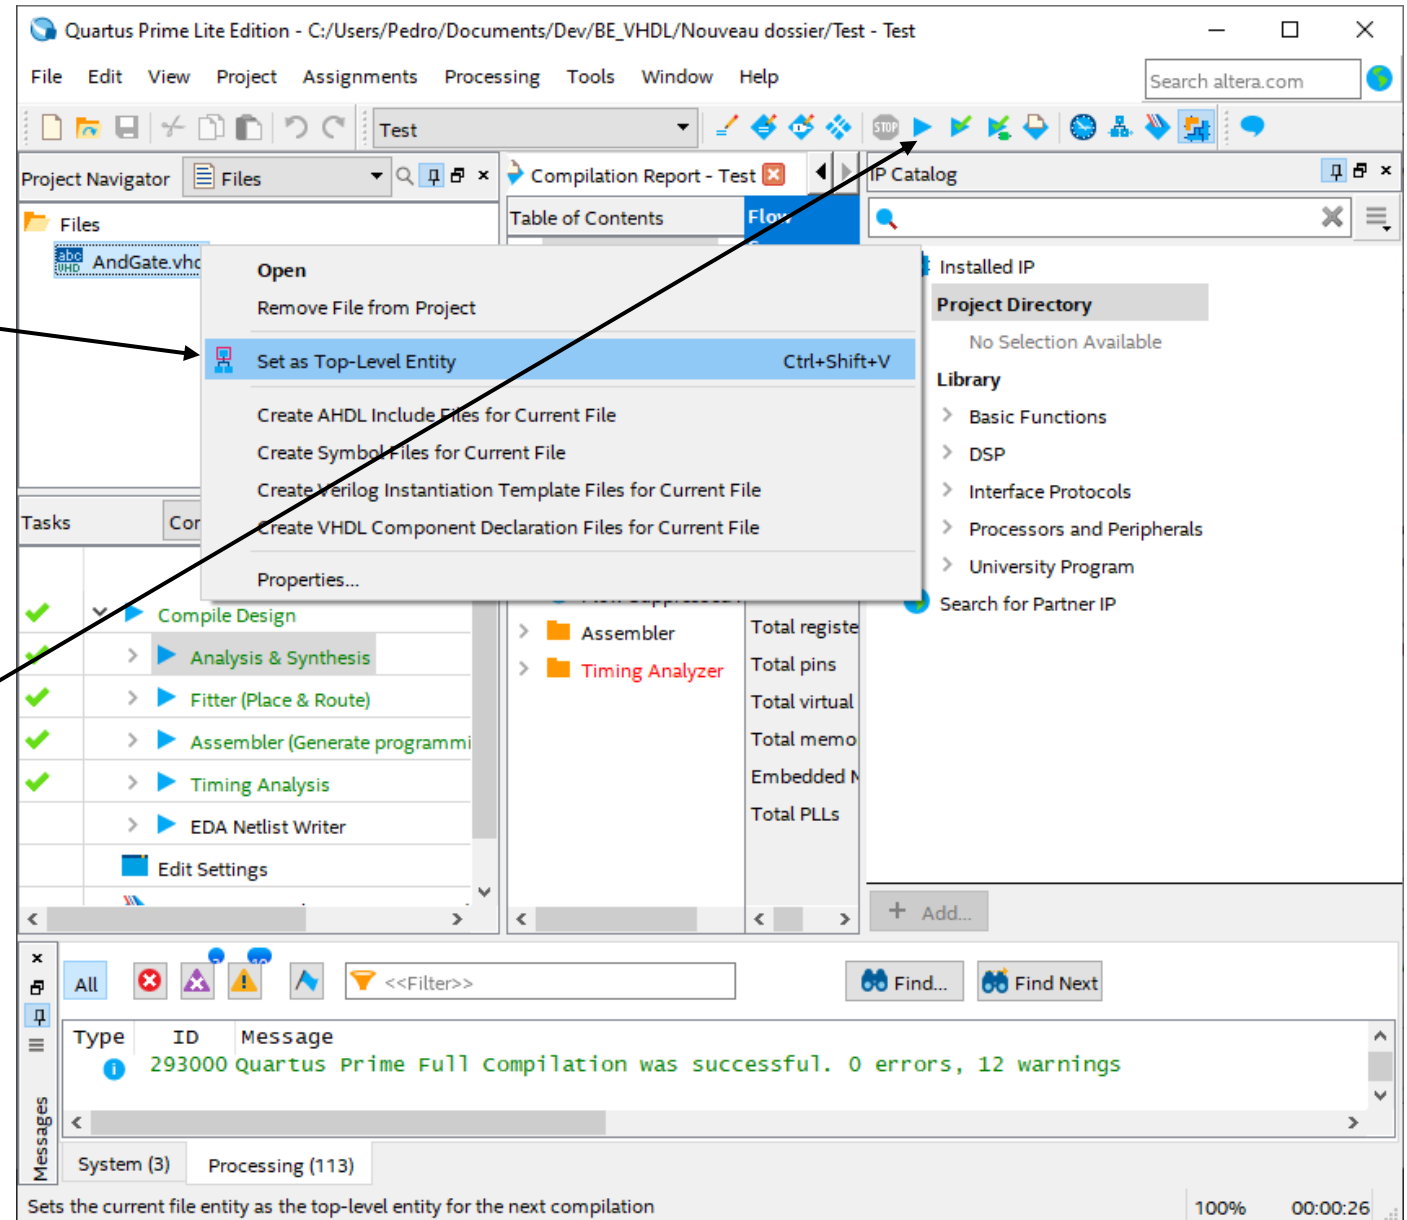 Quartus Prime Lite Edition - C:/Users/Pedro/Documents/Dev/BE_VHDL/Nouveau dossier/Test - Test
File Edit View Project Assignments Processing Tools Window Help
Search altera.com
Test
STOP
Project Navigator
Files
Compilation Report - Test
IP Catalog
Files
Table of Contents
Flow
abc
VHD
AndGate.vhd
Open
Remove File from Project
Set as Top-Level Entity Ctrl+Shift+V
Create AHDL Include Files for Current File
Create Symbol Files for Current File
Create Verilog Instantiation Template Files for Current File
Create VHDL Component Declaration Files for Current File
Properties...
Installed IP
Project Directory
No Selection Available
Library
Basic Functions
DSP
Interface Protocols
Processors and Peripherals
University Program
Search for Partner IP
Tasks
Compile Design
Analysis & Synthesis
Fitter (Place & Route)
Assembler (Generate programmi
Timing Analysis
EDA Netlist Writer
Edit Settings
Assembler
Timing Analyzer
Total registe
Total pins
Total virtual
Total memo
Embedded M
Total PLLs
+ Add...
All
<<Filter>>
Find...
Find Next
Type ID Message
293000 Quartus Prime Full Compilation was successful. 0 errors, 12 warnings
Messages
System (3)
Processing (113)
Sets the current file entity as the top-level entity for the next compilation
100% 00:00:26